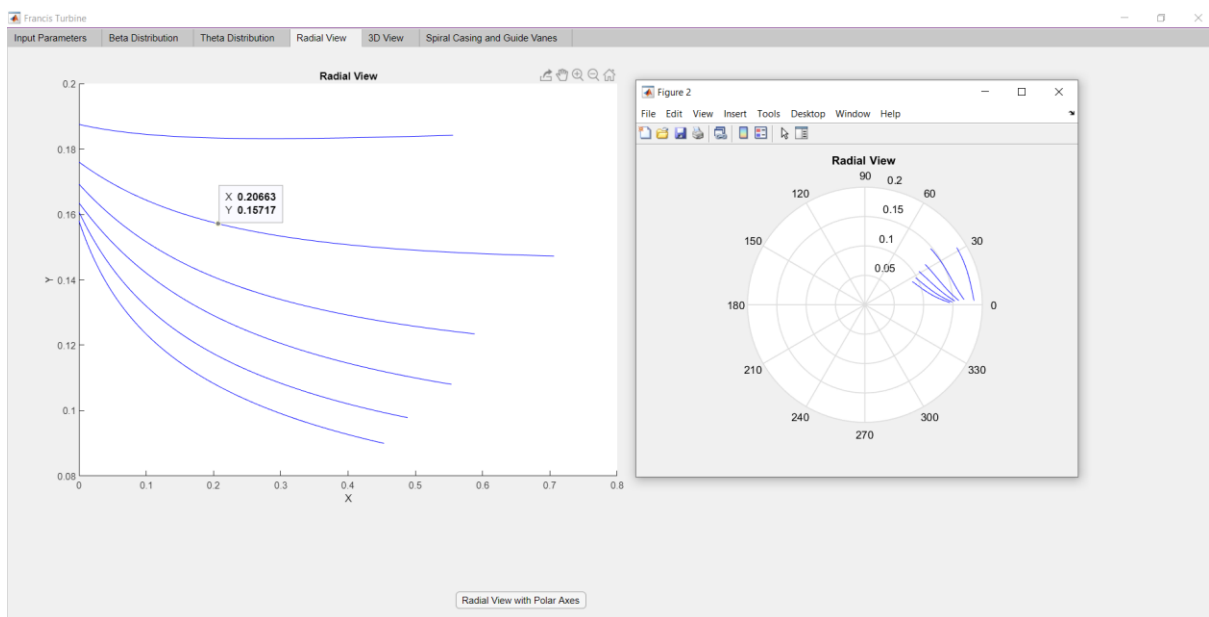 Francis Turbine
Input Parameters Beta Distribution Theta Distribution Radial View 3D View Spiral Casing and Guide Vanes
Radial View
0.2
0.18
0.16
0.14
0.12
0.1
0.08
Y
X 0.20663
Y 0.15717
0 0.1 0.2 0.3 0.4 0.5 0.6 0.7 0.8
X
Figure 2
File Edit View Insert Tools Desktop Window Help
Radial View
90 0.2
120 60
0.15
150 0.1 30
0.05
180 0
210 330
240 300
270
Radial View with Polar Axes